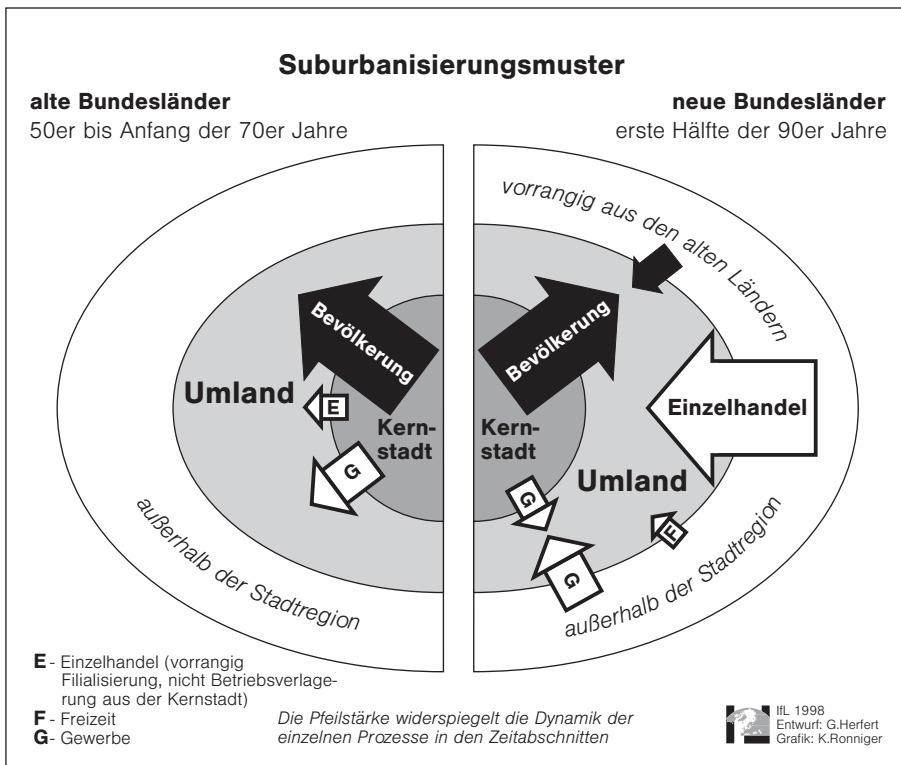 Suburbanisierungsmuster
alte Bundesländer
50er bis Anfang der 70er Jahre
neue Bundesländer
erste Hälfte der 90er Jahre
Bevölkerung
Umland
E
Kern-
stadt
G
außerhalb der Stadtregion
vorrangig aus den alten Ländern
Bevölkerung
Einzelhandel
Kern-
stadt
Umland
G
F
G
außerhalb der Stadtregion
E - Einzelhandel (vorrangig
Filialisierung, nicht Betriebsverlage-
rung aus der Kernstadt)
F - Freizeit
G - Gewerbe
Die Pfeilstärke widerspiegelt die Dynamik der
einzelnen Prozesse in den Zeitabschnitten
IfL 1998
Entwurf: G.Herfert
Grafik: K.Ronniger